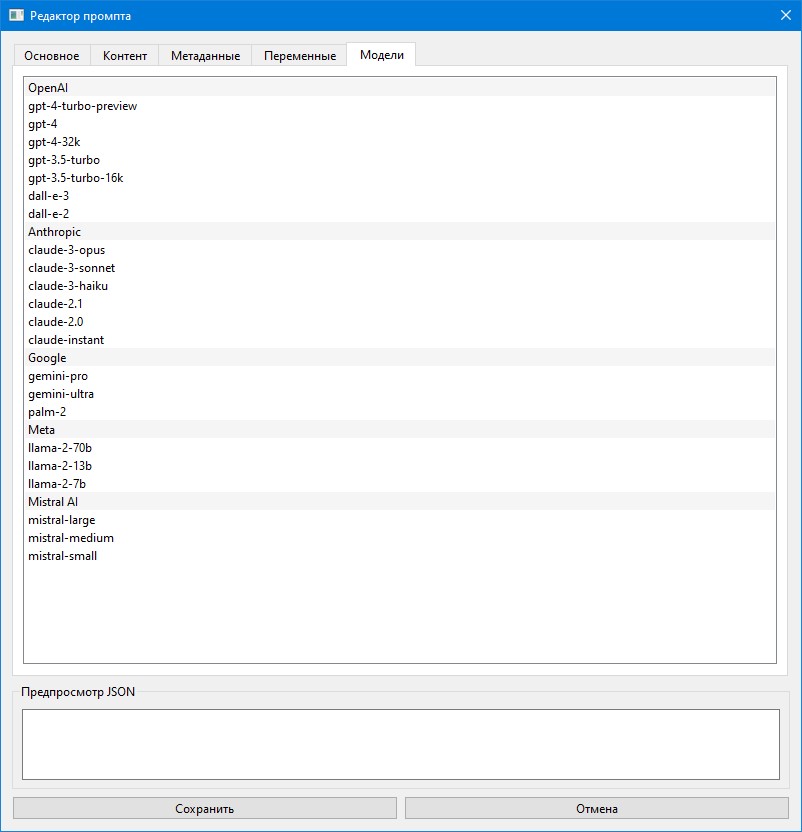 Редактор промпта
Основное Контент Метаданные Переменные Модели
OpenAI
gpt-4-turbo-preview
gpt-4
gpt-4-32k
gpt-3.5-turbo
gpt-3.5-turbo-16k
dall-e-3
dall-e-2
Anthropic
claude-3-opus
claude-3-sonnet
claude-3-haiku
claude-2.1
claude-2.0
claude-instant
Google
gemini-pro
gemini-ultra
palm-2
Meta
llama-2-70b
llama-2-13b
llama-2-7b
Mistral AI
mistral-large
mistral-medium
mistral-small
Предпросмотр JSON
Сохранить Отмена